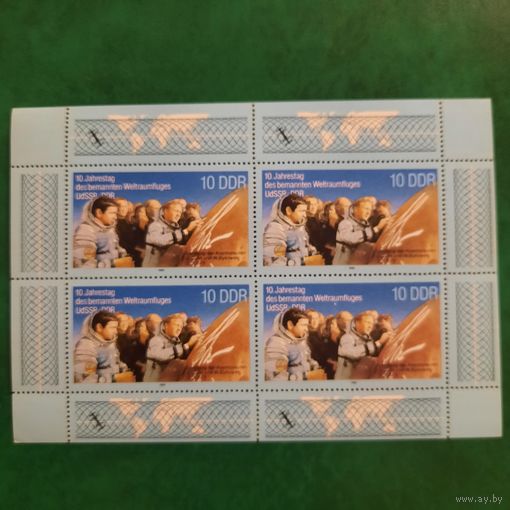 10. Jahrestag
des bemannten Weltraumfluges
UdSSR-DDR
10 DDR
10. Jahrestag
des bemannten Weltraumfluges
UdSSR-DDR
10 DDR
10. Jahrestag
des bemannten Weltraumfluges
UdSSR-DDR
10 DDR
10. Jahrestag
des bemannten Weltraumfluges
UdSSR-DDR
10 DDR
www.ay.by